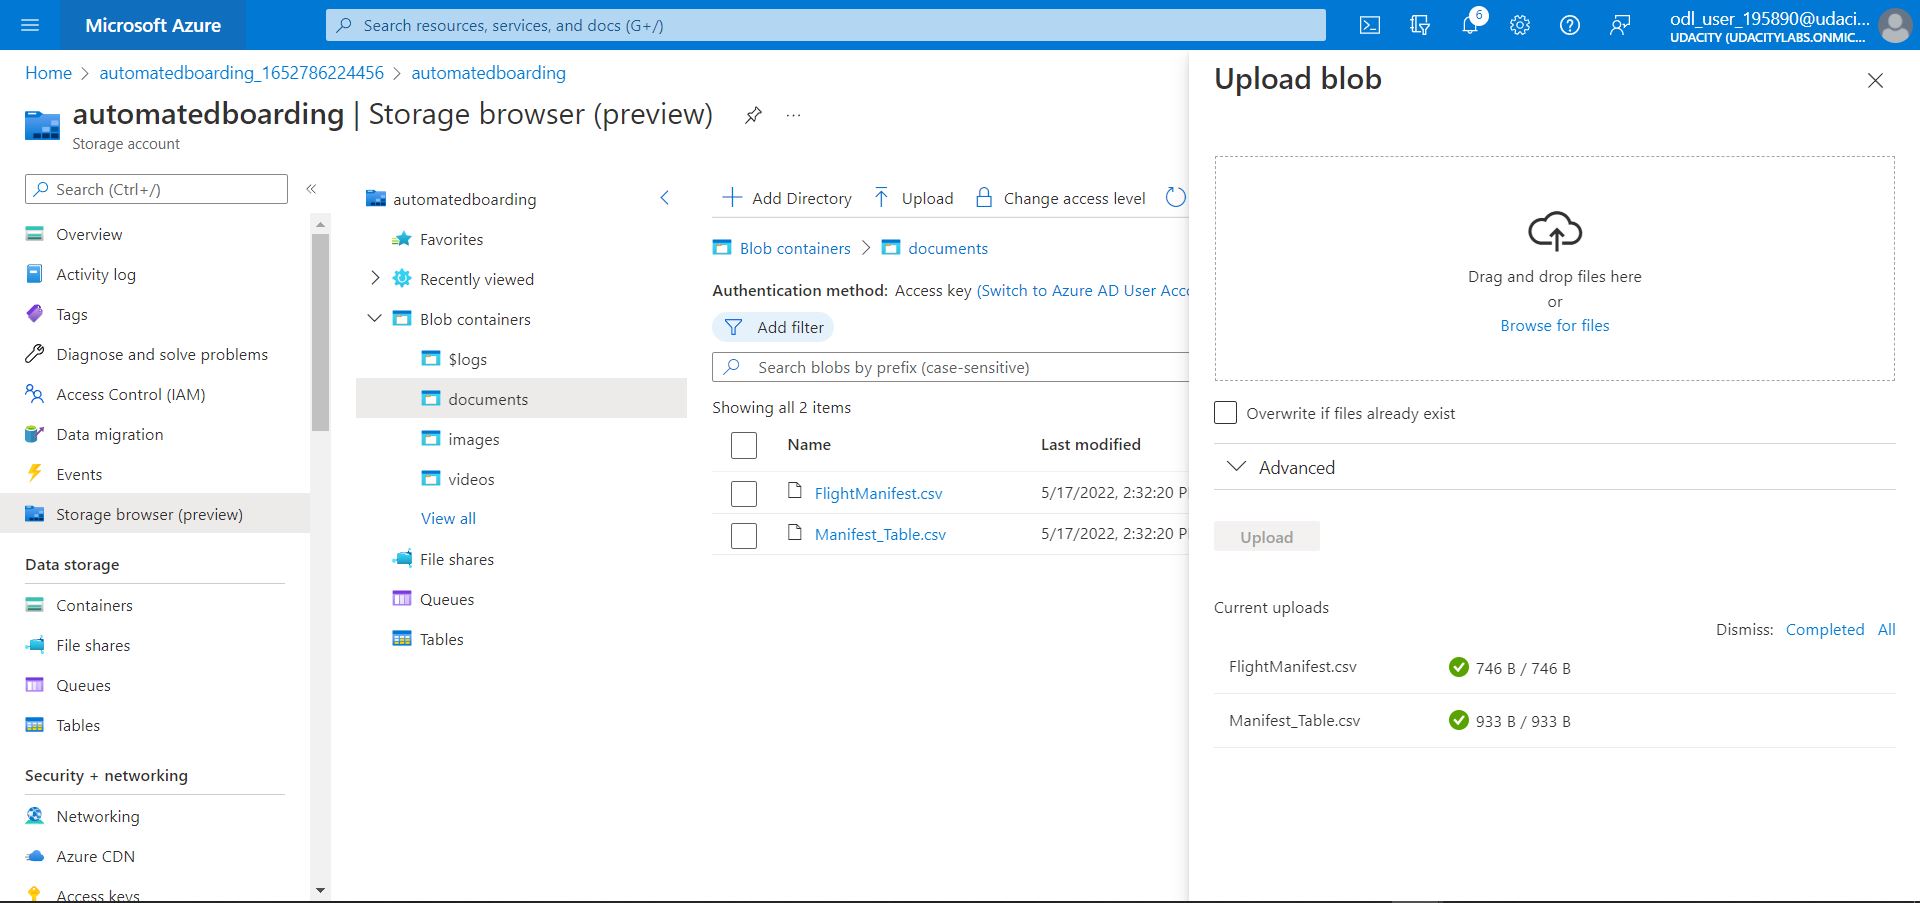 Microsoft Azure
Search resources, services, and docs (G+/)
6
odl_user_195890@udaci...
UDACITY (UDACITYLABS.ONMIC...
Home > automatedboarding_1652786224456 > automatedboarding
automatedboarding | Storage browser (preview)
...
Storage account
Search (Ctrl+/)
«
Overview
Activity log
Tags
Diagnose and solve problems
Access Control (IAM)
Data migration
Events
Storage browser (preview)
Data storage
Containers
File shares
Queues
Tables
Security + networking
Networking
Azure CDN
Access keys
automatedboarding
Favorites
Recently viewed
Blob containers
$logs
documents
images
videos
View all
File shares
Queues
Tables
Add Directory
Upload
Change access level
Blob containers > documents
Authentication method: Access key (Switch to Azure AD User Acco
Add filter
Search blobs by prefix (case-sensitive)
Showing all 2 items
Name Last modified
FlightManifest.csv 5/17/2022, 2:32:20 P
Manifest_Table.csv 5/17/2022, 2:32:20 P
Upload blob
Drag and drop files here
or
Browse for files
Overwrite if files already exist
Advanced
Upload
Current uploads
Dismiss: Completed All
FlightManifest.csv 746 B / 746 B
Manifest_Table.csv 933 B / 933 B